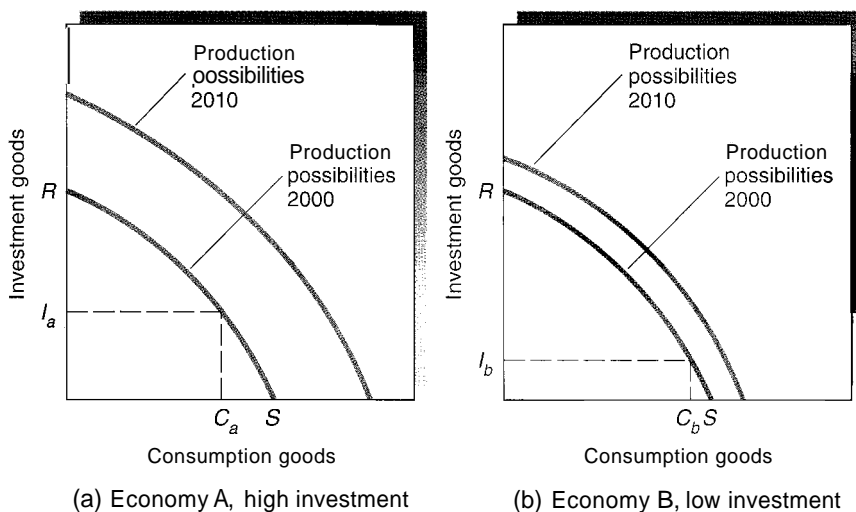 Production
possibilities
2010
Production
possibilities
2000
Investment goods
R
Ia
Ca S
Consumption goods
(a) Economy A, high investment
Production
possibilities
2010
Production
possibilities
2000
Investment goods
R
Ib
Cb S
Consumption goods
(b) Economy B, low investment